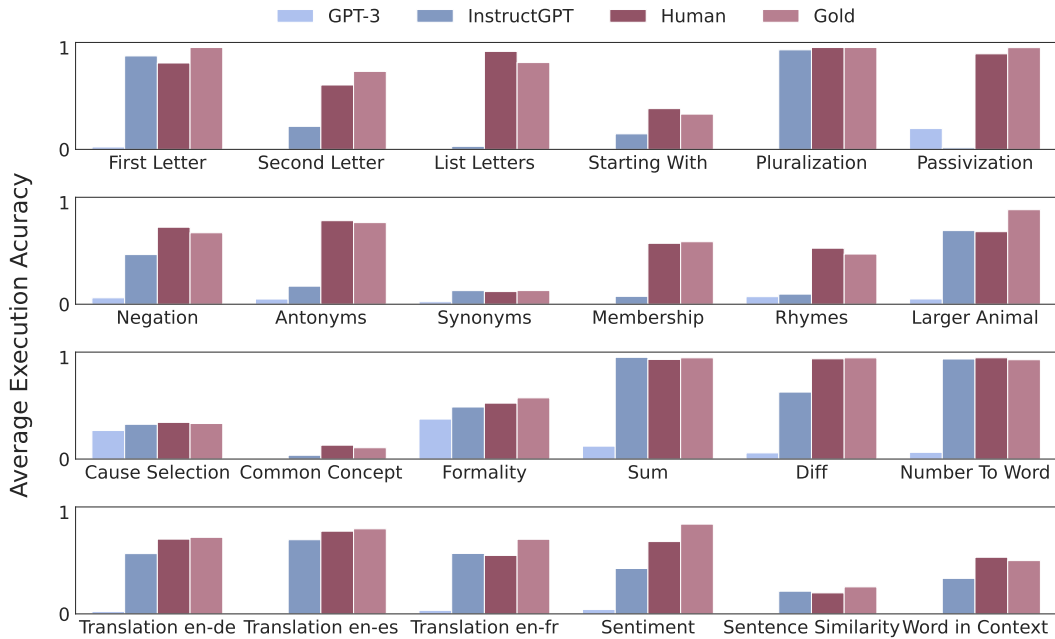 GPT-3 InstructGPT Human Gold
Average Execution Acuracy
1
0
First Letter Second Letter List Letters Starting With Pluralization Passivization
1
0
Negation Antonyms Synonyms Membership Rhymes Larger Animal
1
0
Cause Selection Common Concept Formality Sum Diff Number To Word
1
0
Translation en-de Translation en-es Translation en-fr Sentiment Sentence Similarity Word in Context